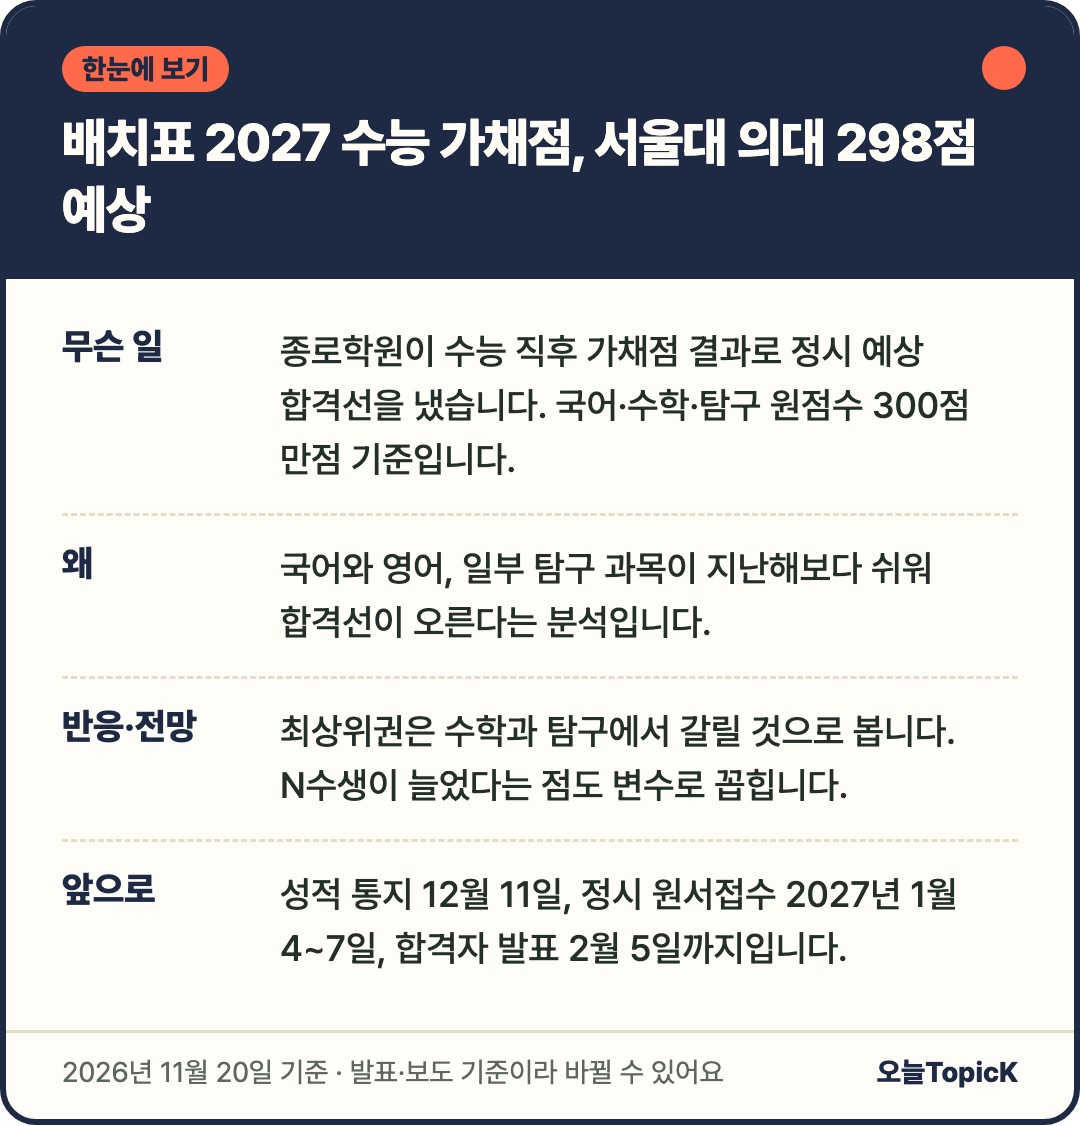 한눈에 보기
배치표 2027 수능 가채점, 서울대 의대 298점
예상
무슨 일
종로학원이 수능 직후 가채점 결과로 정시 예상
합격선을 냈습니다. 국어·수학·탐구 원점수 300점
만점 기준입니다.
왜
국어와 영어, 일부 탐구 과목이 지난해보다 쉬워
합격선이 오른다는 분석입니다.
반응·전망
최상위권은 수학과 탐구에서 갈릴 것으로 봅니다.
N수생이 늘었다는 점도 변수로 꼽힙니다.
앞으로
성적 통지 12월 11일, 정시 원서접수 2027년 1월
4~7일, 합격자 발표 2월 5일까지입니다.
2026년 11월 20일 기준 · 발표·보도 기준이라 바뀔 수 있어요
오늘TopicK